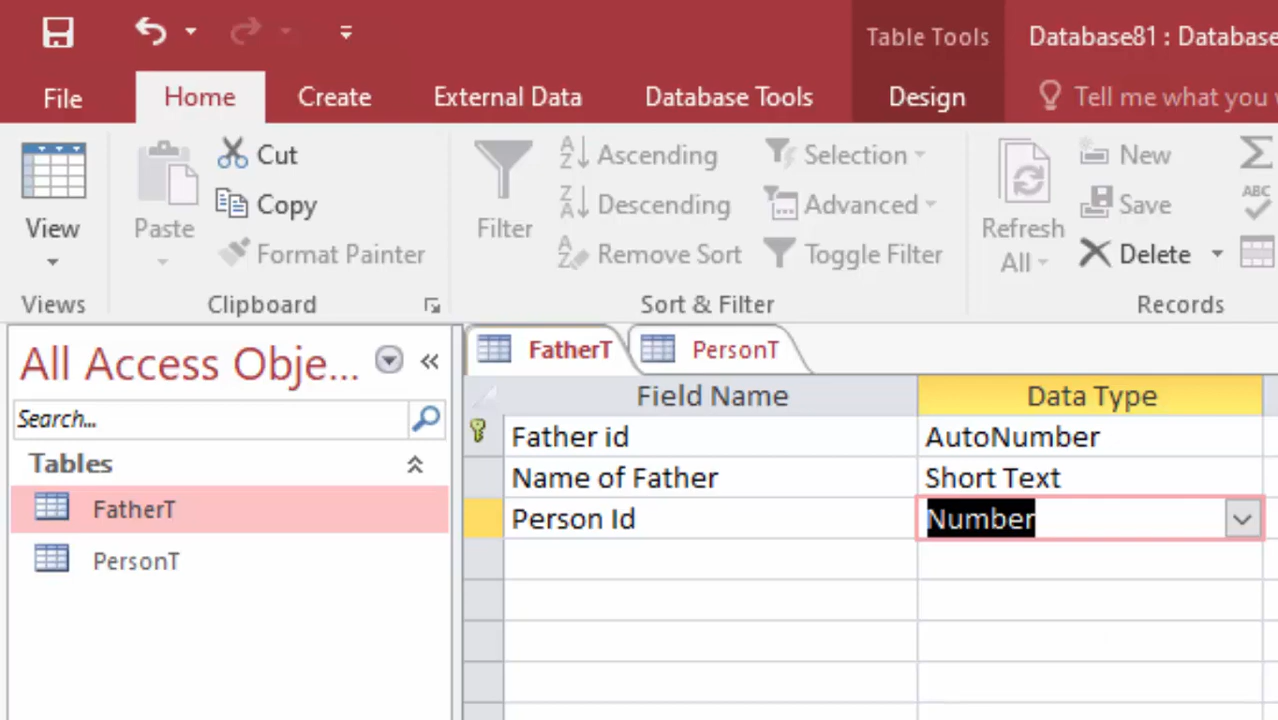 Table Tools
Database81 : Database
File
Home
Create
External Data
Database Tools
Design
Tell me what you
View
Paste
Cut
Copy
Format Painter
Filter
Ascending
Descending
Remove Sort
Selection
Advanced
Toggle Filter
Refresh
All
New
Save
Delete
ABC
Views
Clipboard
Sort & Filter
Records
All Access Obje...
Search...
Tables
FatherT
PersonT
FatherT
PersonT
Field Name
Data Type
Father id
AutoNumber
Name of Father
Short Text
Person Id
Number